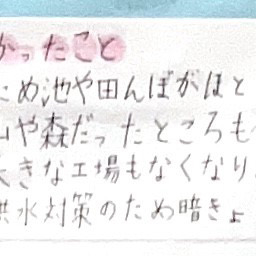 かったこと
ため池や田んぼがほと
山や森だったところも
大きな工場もなくなり
洪水対策のため暗きょ